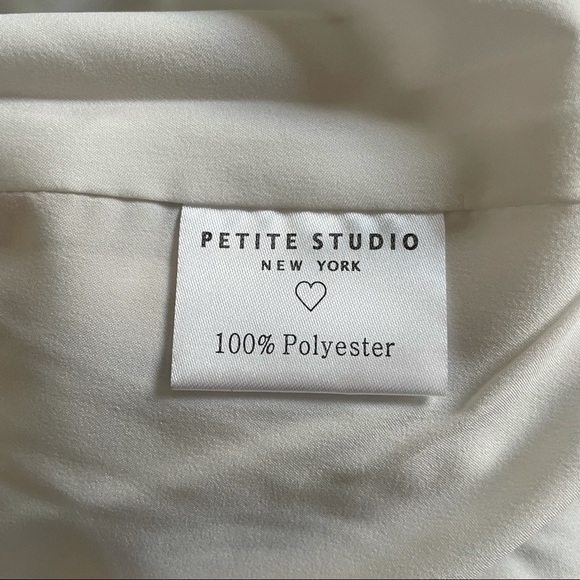 PETITE STUDIO
NEW YORK
100% Polyester